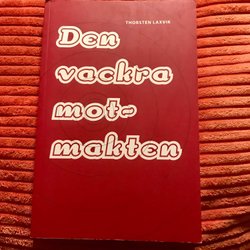 THORSTEN LAXVIK
Den
vackra
mot-
makten